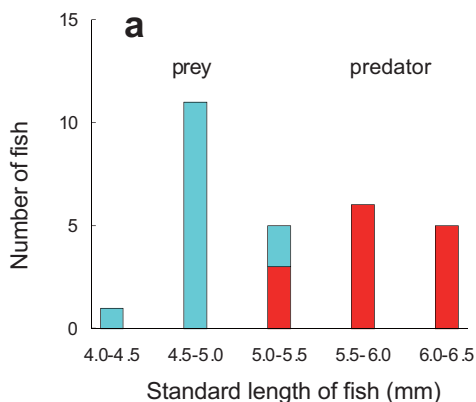 a
prey predator
15
10
5
0
Number of fish
4.0-4.5 4.5-5.0 5.0-5.5 5.5-6.0 6.0-6.5
Standard length of fish (mm)